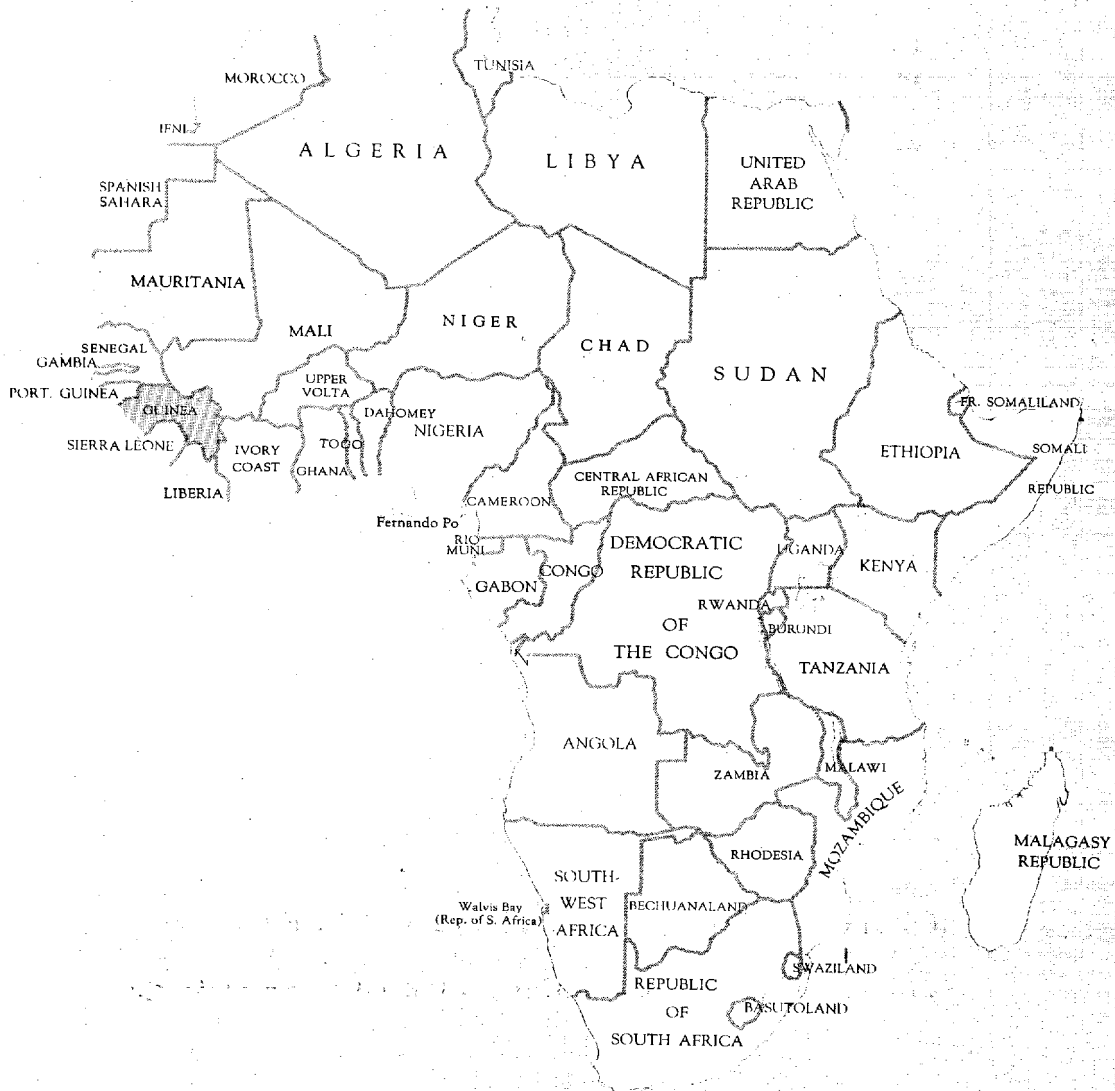 TUNISIA
MOROCCO
IFNI
ALGERIA
LIBYA
UNITED
ARAB
REPUBLIC
SPANISH
SAHARA
MAURITANIA
MALI
NIGER
CHAD
SUDAN
SENEGAL
GAMBIA
PORT. GUINEA
GUINEA
SIERRA LEONE
LIBERIA
IVORY
COAST
UPPER
VOLTA
GHANA
TOGO
DAHOMEY
NIGERIA
FR. SOMALILAND
ETHIOPIA
SOMALI
REPUBLIC
CENTRAL AFRICAN
REPUBLIC
CAMEROON
Fernando Po
RIO
MUNI
GABON
CONGO
DEMOCRATIC
REPUBLIC
OF
THE CONGO
UGANDA
KENYA
RWANDA
BURUNDI
TANZANIA
ANGOLA
ZAMBIA
MALAWI
MOZAMBIQUE
RHODESIA
MALAGASY
REPUBLIC
SOUTH-
WEST
AFRICA
Walvis Bay
(Rep. of S. Africa)
BECHUANALAND
SWAZILAND
REPUBLIC
OF
SOUTH AFRICA
BASUTOLAND